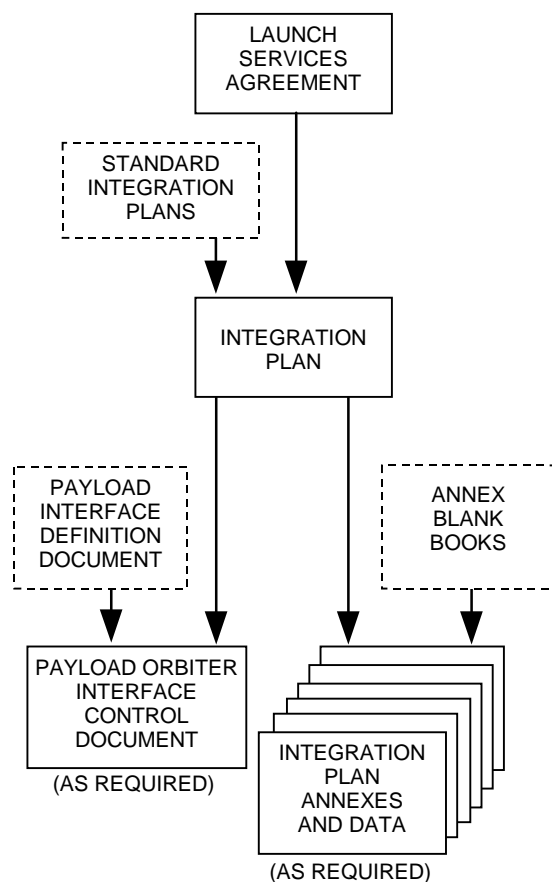 LAUNCH
SERVICES
AGREEMENT
STANDARD
INTEGRATION
PLANS
INTEGRATION
PLAN
PAYLOAD
INTERFACE
DEFINITION
DOCUMENT
ANNEX
BLANK
BOOKS
PAYLOAD ORBITER
INTERFACE
CONTROL
DOCUMENT
(AS REQUIRED)
INTEGRATION
PLAN
ANNEXES
AND DATA
(AS REQUIRED)